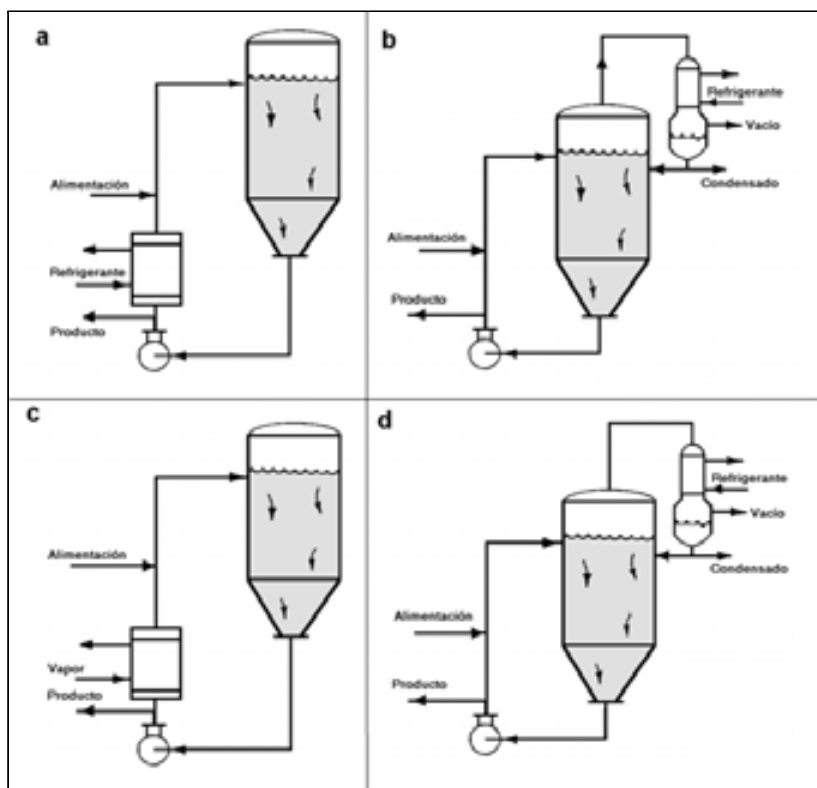 a
Alimentación
Refrigerante
Producto
b
Refrigerante
Vacío
Condensado
Alimentación
Producto
c
Alimentación
Vapor
Producto
d
Refrigerante
Vacío
Condensado
Alimentación
Producto